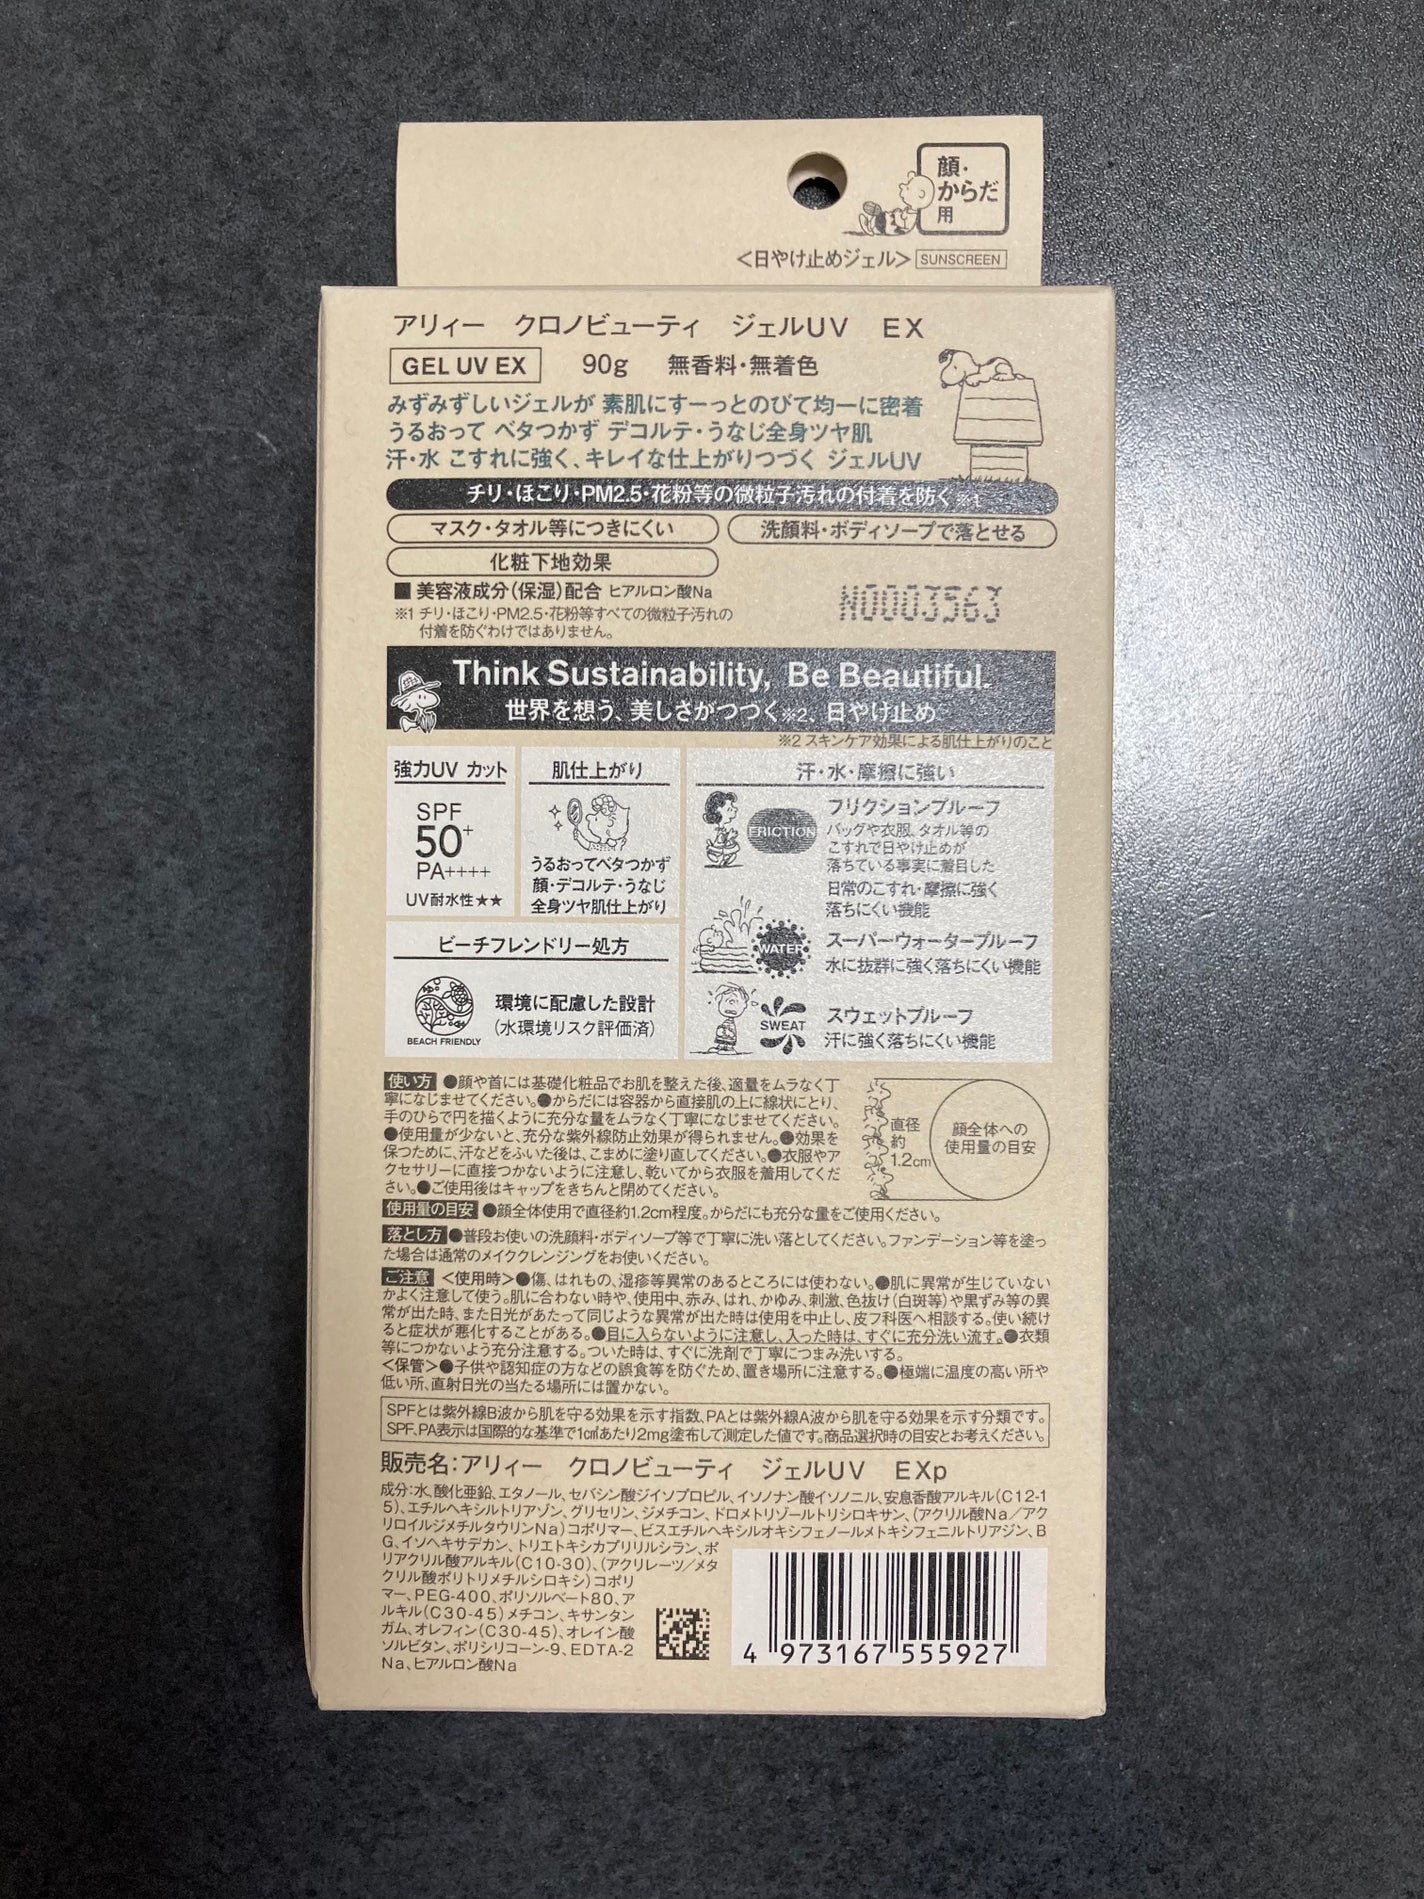 顔・
からだ
用
<日やけ止めジェル> SUNSCREEN
アリィー クロノビューティ ジェルUV EX
GEL UV EX 90g 無香料・無着色
みずみずしいジェルが 素肌にすーっとのびて均一に密着
うるおって ベタつかず デコルテ・うなじ全身ツヤ肌
汗・水 こすれに強く、キレイな仕上がりつづく ジェルUV
チリ・ほこり・PM2.5・花粉等の微粒子汚れの付着を防ぐ ※1
マスク・タオル等につきにくい 洗顔料・ボディソープで落とせる
化粧下地効果
■ 美容液成分(保湿)配合 ヒアルロン酸Na
※1 チリ・ほこり・PM2.5・花粉等すべての微粒子汚れの
付着を防ぐわけではありません。
N0003563
Think Sustainability, Be Beautiful.
世界を想う、美しさがつづく※2、日やけ止め
※2 スキンケア効果による肌仕上がりのこと
強力UV カット
SPF
50+
PA++++
UV耐水性★★
肌仕上がり
うるおってベタつかず
顔・デコルテ・うなじ
全身ツヤ肌仕上がり
ビーチフレンドリー処方
BEACH FRIENDLY
環境に配慮した設計
(水環境リスク評価済)
汗・水・摩擦に強い
FRICTION
フリクションプルーフ
バッグや衣服、タオル等の
こすれで日やけ止めが
落ちている事実に着目した
日常のこすれ・摩擦に強く
落ちにくい機能
WATER
スーパーウォータープルーフ
水に抜群に強く落ちにくい機能
SWEAT
スウェットプルーフ
汗に強く落ちにくい機能
使い方 ●顔や首には基礎化粧品でお肌を整えた後、適量をムラなく丁
寧になじませてください。●からだには容器から直接肌の上に線状にとり、
手のひらで円を描くように充分な量をムラなく丁寧になじませてください。
●使用量が少ないと、充分な紫外線防止効果が得られません。●効果を
保つために、汗などをふいた後は、こまめに塗り直してください。●衣服やア
クセサリーに直接つかないように注意し、乾いてから衣服を着用してくだ
さい。●ご使用後はキャップをきちんと閉めてください。
直径
約
1.2cm
顔全体への
使用量の目安
使用量の目安 ●顔全体使用で直径約1.2cm程度。からだにも充分な量をご使用ください。
落とし方 ●普段お使いの洗顔料・ボディソープ等で丁寧に洗い落としてください。ファンデーション等を塗っ
た場合は通常のメイククレンジングをお使いください。
ご注意 <使用時>●傷、はれもの、湿疹等異常のあるところには使わない。●肌に異常が生じていない
かよく注意して使う。肌に合わない時や、使用中、赤み、はれ、かゆみ、刺激、色抜け(白斑等)や黒ずみ等の異
常が出た時、また日光があたって同じような異常が出た時は使用を中止し、皮フ科医へ相談する。使い続け
ると症状が悪化することがある。●目に入らないように注意し、入った時は、すぐに充分洗い流す。●衣類
等につかないよう充分注意する。ついた時は、すぐに洗剤で丁寧につまみ洗いする。
<保管>●子供や認知症の方などの誤食等を防ぐため、置き場所に注意する。●極端に温度の高い所や
低い所、直射日光の当たる場所には置かない。
SPFとは紫外線B波から肌を守る効果を示す指数、PAとは紫外線A波から肌を守る効果を示す分類です。
SPF、PA表示は国際的な基準で1c㎡あたり2mg塗布して測定した値です。商品選択時の目安とお考えください。
販売名:アリィー クロノビューティ ジェルUV EXp
成分:水、酸化亜鉛、エタノール、セバシン酸ジイソプロピル、イソノナン酸イソノニル、安息香酸アルキル(C12-1
5)、エチルヘキシルトリアゾン、グリセリン、ジメチコン、ドロメトリゾールトリシロキサン、(アクリル酸Na/アク
リロイルジメチルタウリンNa)コポリマー、ビスエチルヘキシルオキシフェノールメトキシフェニルトリアジン、B
G、イソヘキサデカン、トリエトキシカプリリルシラン、ポ
リアクリル酸アルキル(C10-30)、(アクリレーツ/メタ
クリル酸ポリトリメチルシロキシ)コポリ
マー、PEG-400、ポリソルベート80、ア
ルキル(C30-45)メチコン、キサンタン
ガム、オレフィン(C30-45)、オレイン酸
ソルビタン、ポリシリコーン-9、EDTA-2
Na、ヒアルロン酸Na
4 973167 555927